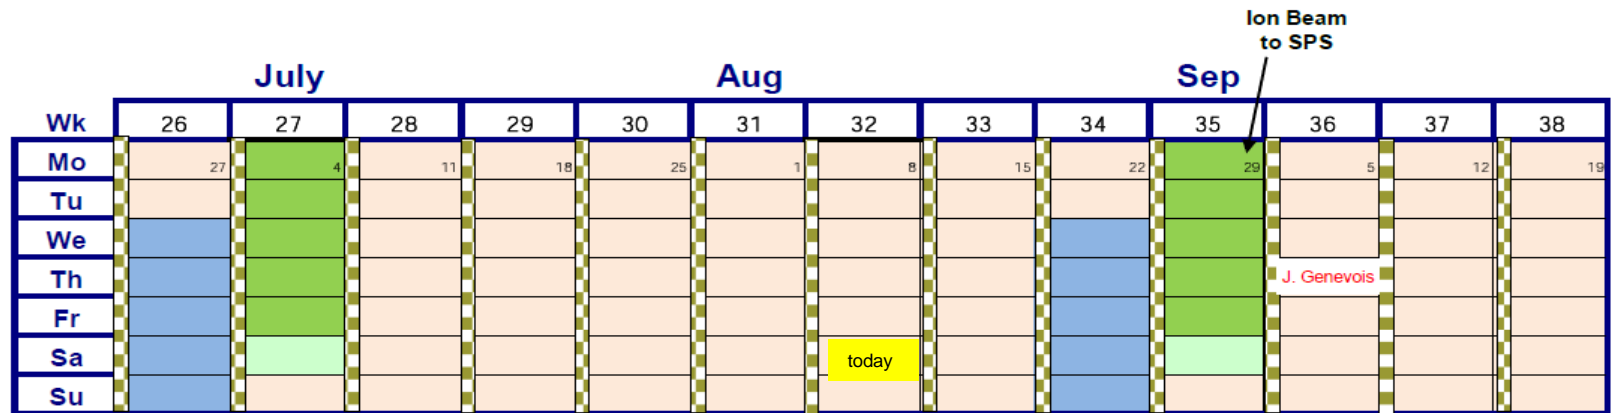 Ion Beam
to SPS
July Aug Sep
Wk 26 27 28 29 30 31 32 33 34 35 36 37 38
Mo 27 4 11 18 25 1 8 15 22 29 5 12 19
Tu
We
Th J. Genevois
Fr
Sa today
Su